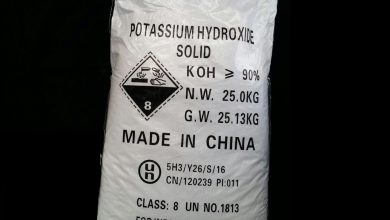 POTASSIUM HYDROXIDE
SOLID
KOH ≥ 90%
N.W. 25.0KG
G.W. 25.13KG
8
MADE IN CHINA
un
5H3/Y26/S/16
CN/120239 PI:011
CLASS: 8 UN NO.1813